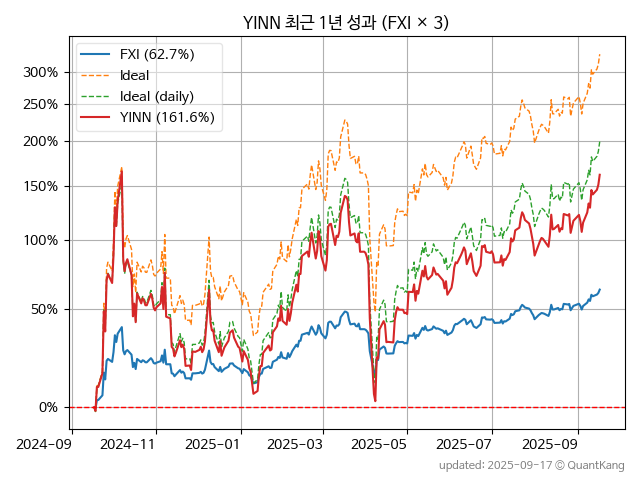 YINN 최근 1년 성과 (FXI × 3)
FXI (62.7%)
Ideal
Ideal (daily)
YINN (161.6%)
300%
250%
200%
150%
100%
50%
0%
2024-09 2024-11 2025-01 2025-03 2025-05 2025-07 2025-09
updated: 2025-09-17 © QuantKang